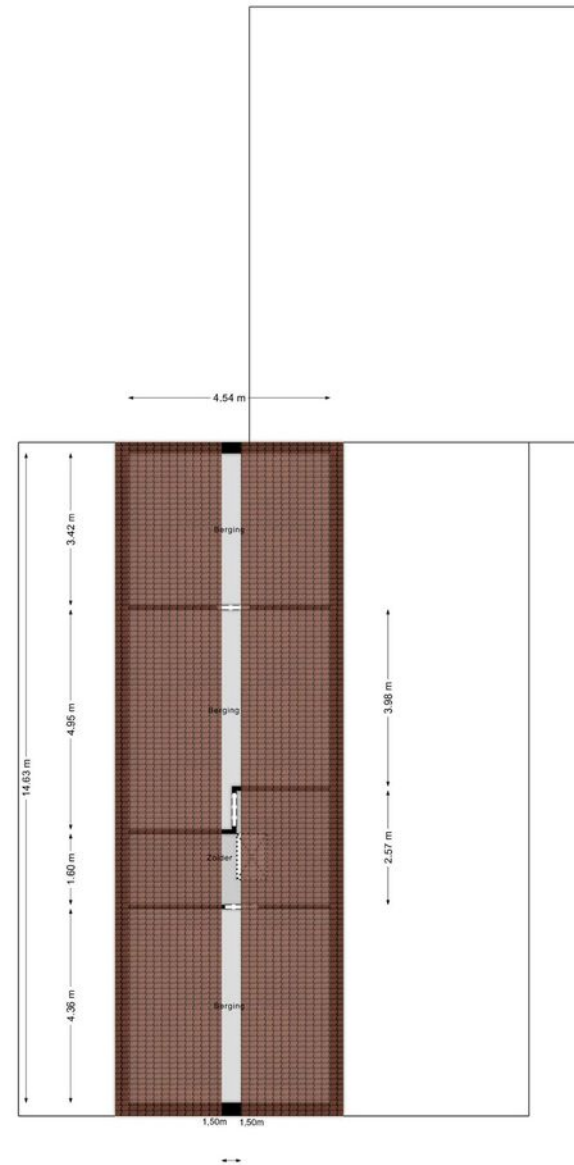 4.54 m
3.42 m
Berging
4.95 m
3.98 m
Berging
14.63 m
2.57 m
1.60 m
Zolder
4.36 m
Berging
1,50m
1,50m